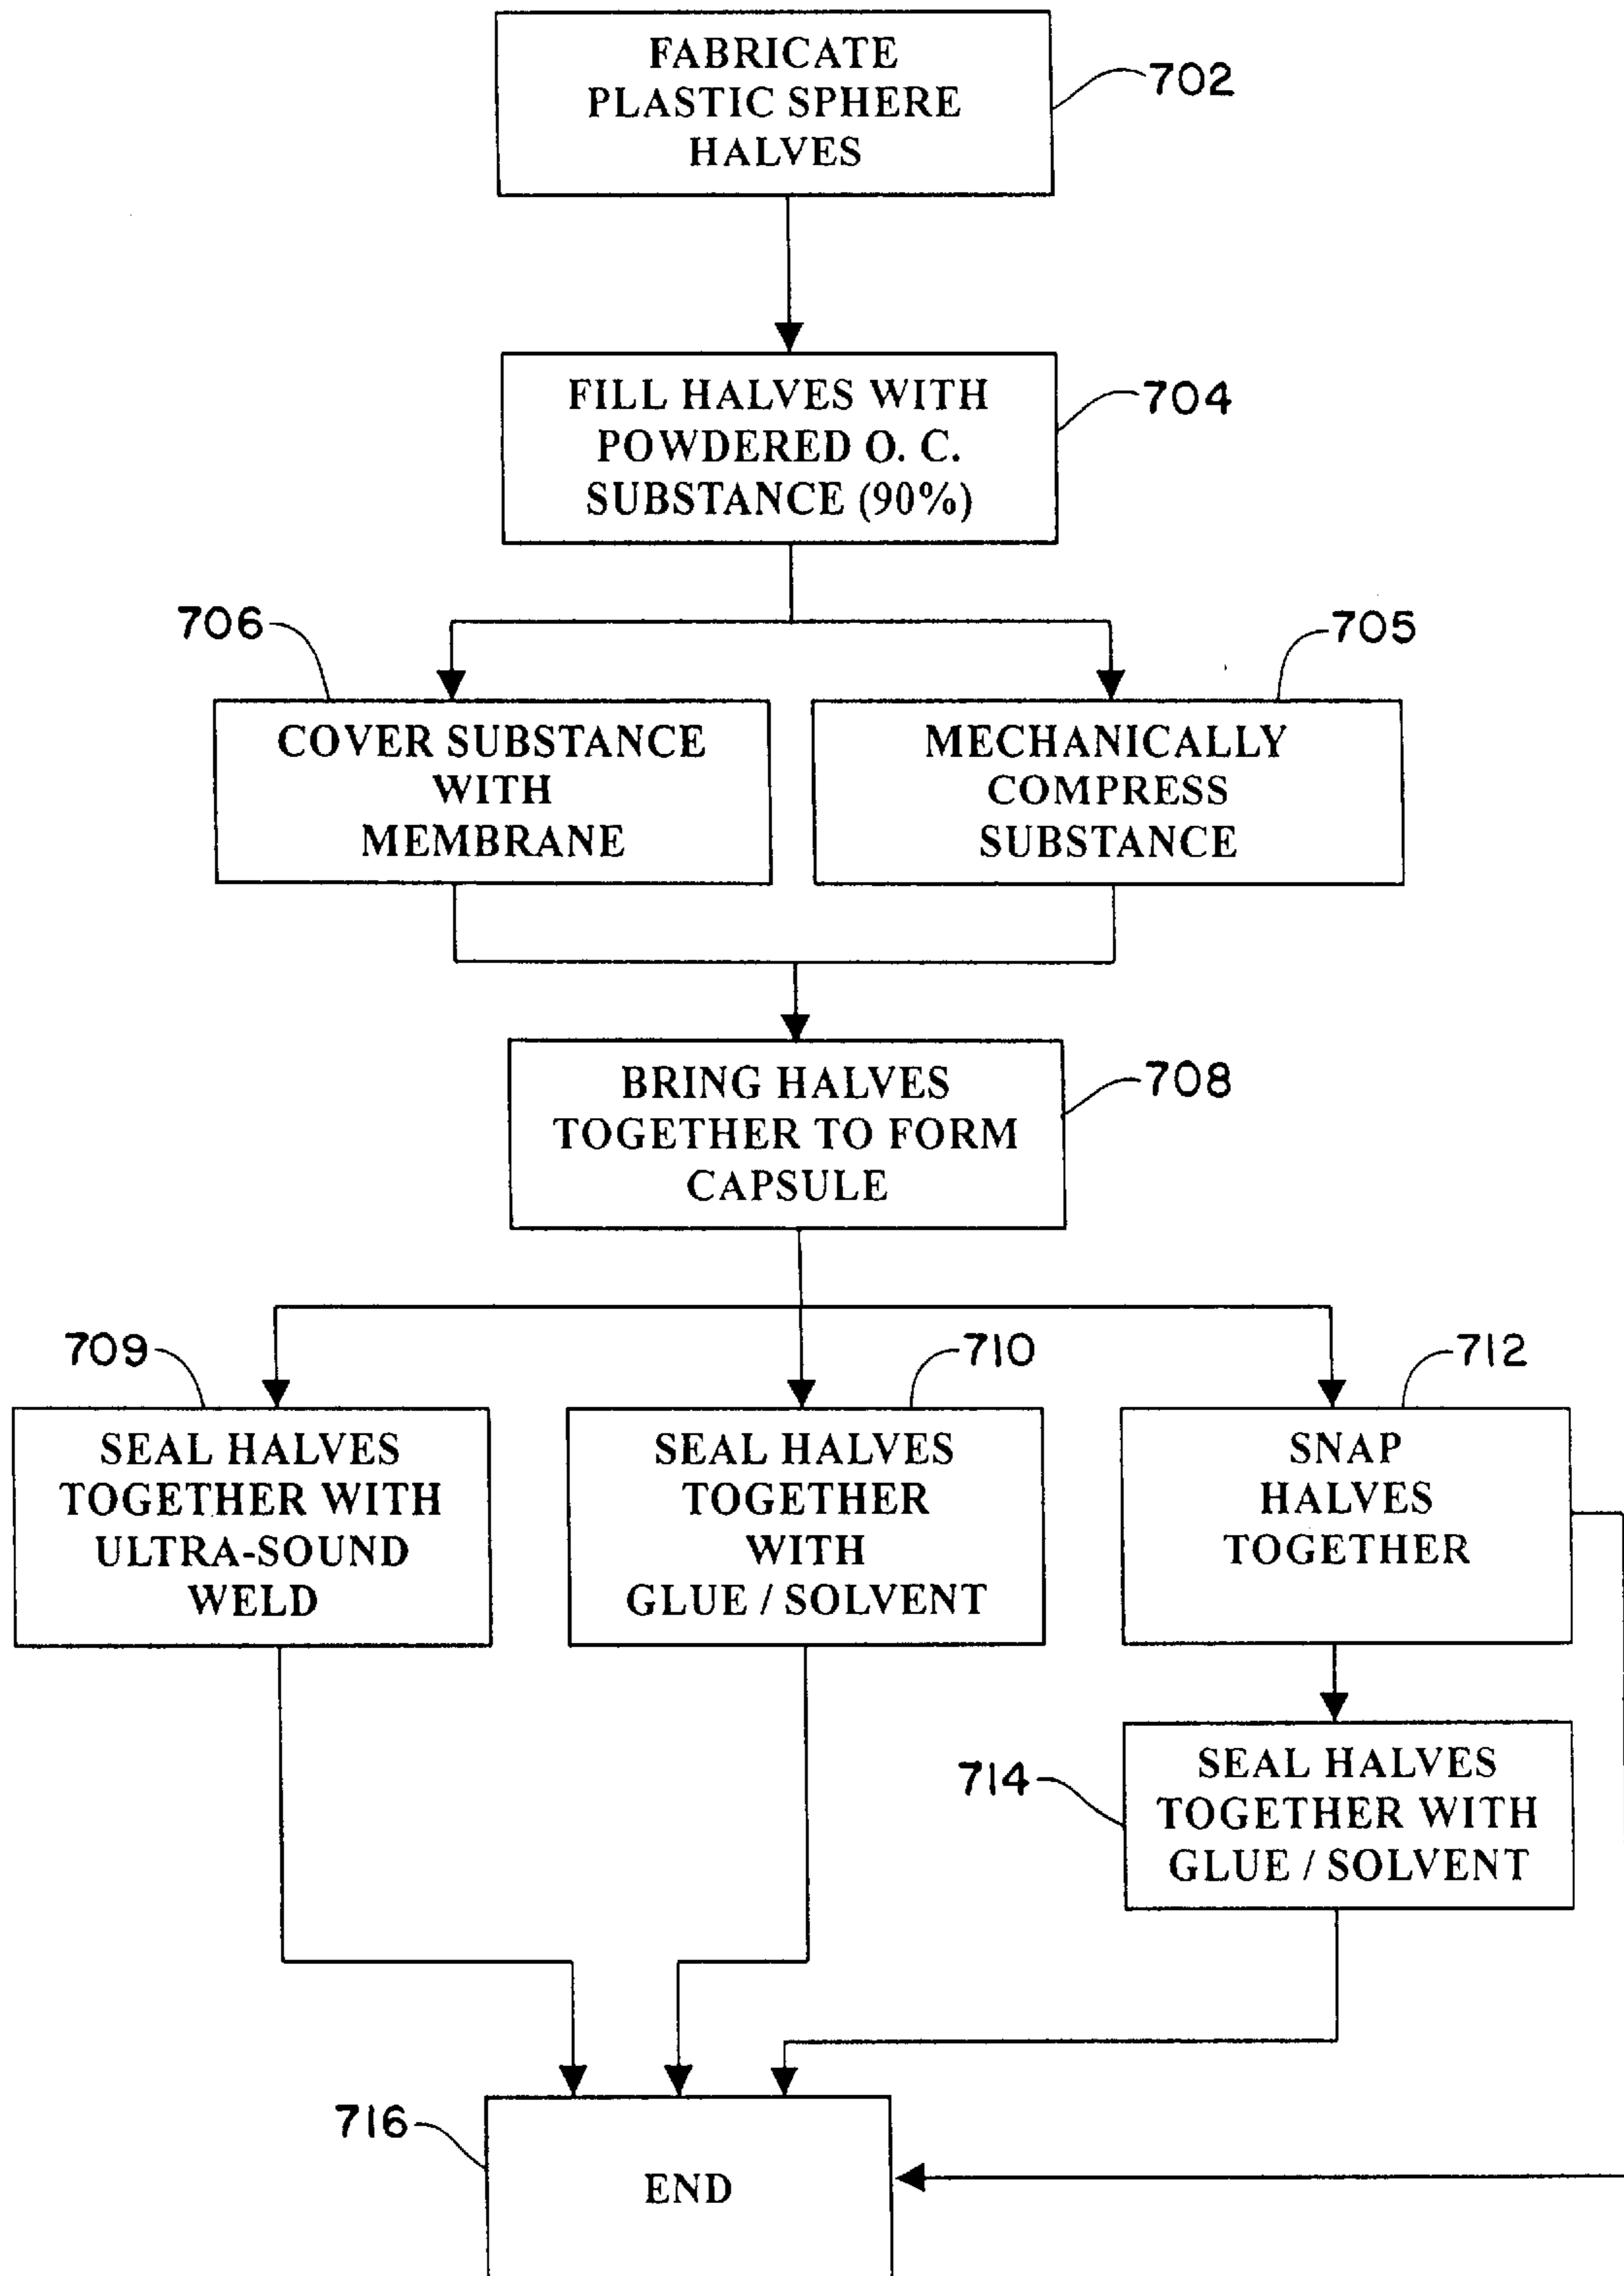 FABRICATE
PLASTIC SPHERE
HALVES
702
FILL HALVES WITH
POWDERED O. C.
SUBSTANCE (90%)
704
706
COVER SUBSTANCE
WITH
MEMBRANE
705
MECHANICALLY
COMPRESS
SUBSTANCE
BRING HALVES
TOGETHER TO FORM
CAPSULE
708
709
SEAL HALVES
TOGETHER WITH
ULTRA-SOUND
WELD
710
SEAL HALVES
TOGETHER
WITH
GLUE / SOLVENT
712
SNAP
HALVES
TOGETHER
714
SEAL HALVES
TOGETHER WITH
GLUE / SOLVENT
716
END